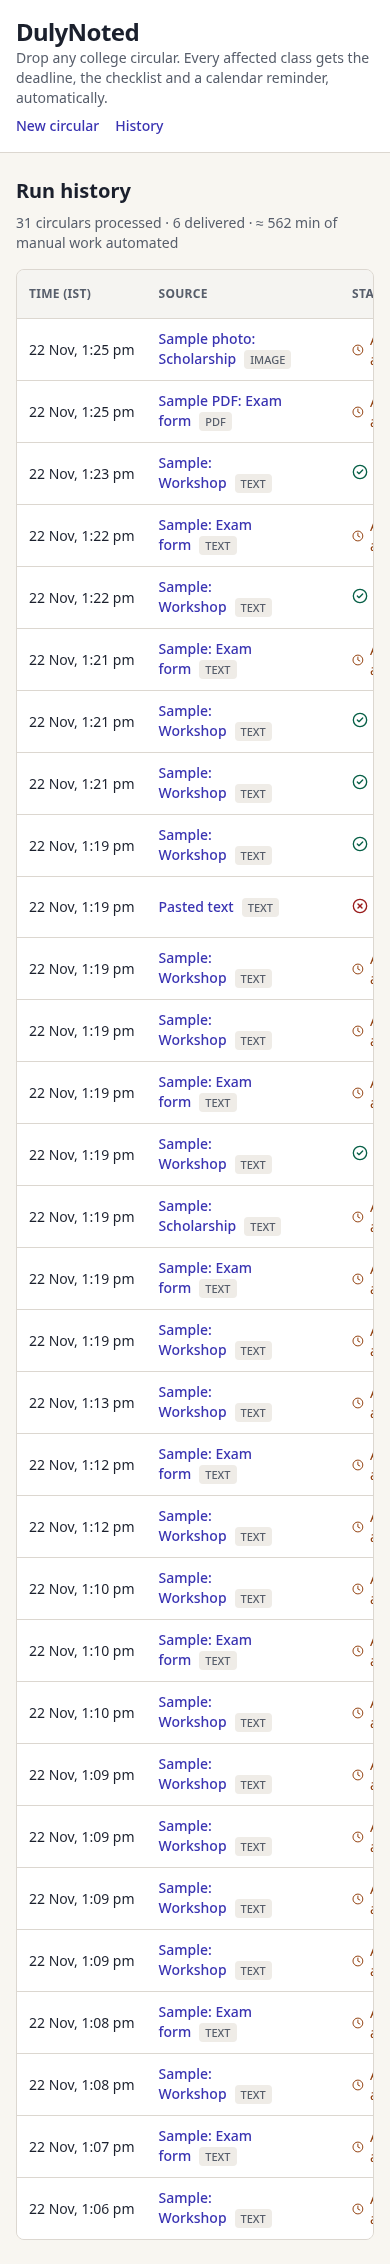 DulyNoted
Drop any college circular. Every affected class gets the
deadline, the checklist and a calendar reminder,
automatically.
New circular History
Run history
31 circulars processed · 6 delivered · ≈ 562 min of
manual work automated
TIME (IST) SOURCE STA
22 Nov, 1:25 pm Sample photo:
Scholarship IMAGE
22 Nov, 1:25 pm Sample PDF: Exam
form PDF
22 Nov, 1:23 pm Sample:
Workshop TEXT
22 Nov, 1:22 pm Sample: Exam
form TEXT
22 Nov, 1:22 pm Sample:
Workshop TEXT
22 Nov, 1:21 pm Sample: Exam
form TEXT
22 Nov, 1:21 pm Sample:
Workshop TEXT
22 Nov, 1:21 pm Sample:
Workshop TEXT
22 Nov, 1:19 pm Sample:
Workshop TEXT
22 Nov, 1:19 pm Pasted text TEXT
22 Nov, 1:19 pm Sample:
Workshop TEXT
22 Nov, 1:19 pm Sample:
Workshop TEXT
22 Nov, 1:19 pm Sample: Exam
form TEXT
22 Nov, 1:19 pm Sample:
Workshop TEXT
22 Nov, 1:19 pm Sample:
Scholarship TEXT
22 Nov, 1:19 pm Sample: Exam
form TEXT
22 Nov, 1:19 pm Sample:
Workshop TEXT
22 Nov, 1:13 pm Sample:
Workshop TEXT
22 Nov, 1:12 pm Sample: Exam
form TEXT
22 Nov, 1:12 pm Sample:
Workshop TEXT
22 Nov, 1:10 pm Sample:
Workshop TEXT
22 Nov, 1:10 pm Sample: Exam
form TEXT
22 Nov, 1:10 pm Sample:
Workshop TEXT
22 Nov, 1:09 pm Sample:
Workshop TEXT
22 Nov, 1:09 pm Sample:
Workshop TEXT
22 Nov, 1:09 pm Sample:
Workshop TEXT
22 Nov, 1:09 pm Sample:
Workshop TEXT
22 Nov, 1:08 pm Sample: Exam
form TEXT
22 Nov, 1:08 pm Sample:
Workshop TEXT
22 Nov, 1:07 pm Sample: Exam
form TEXT
22 Nov, 1:06 pm Sample:
Workshop TEXT